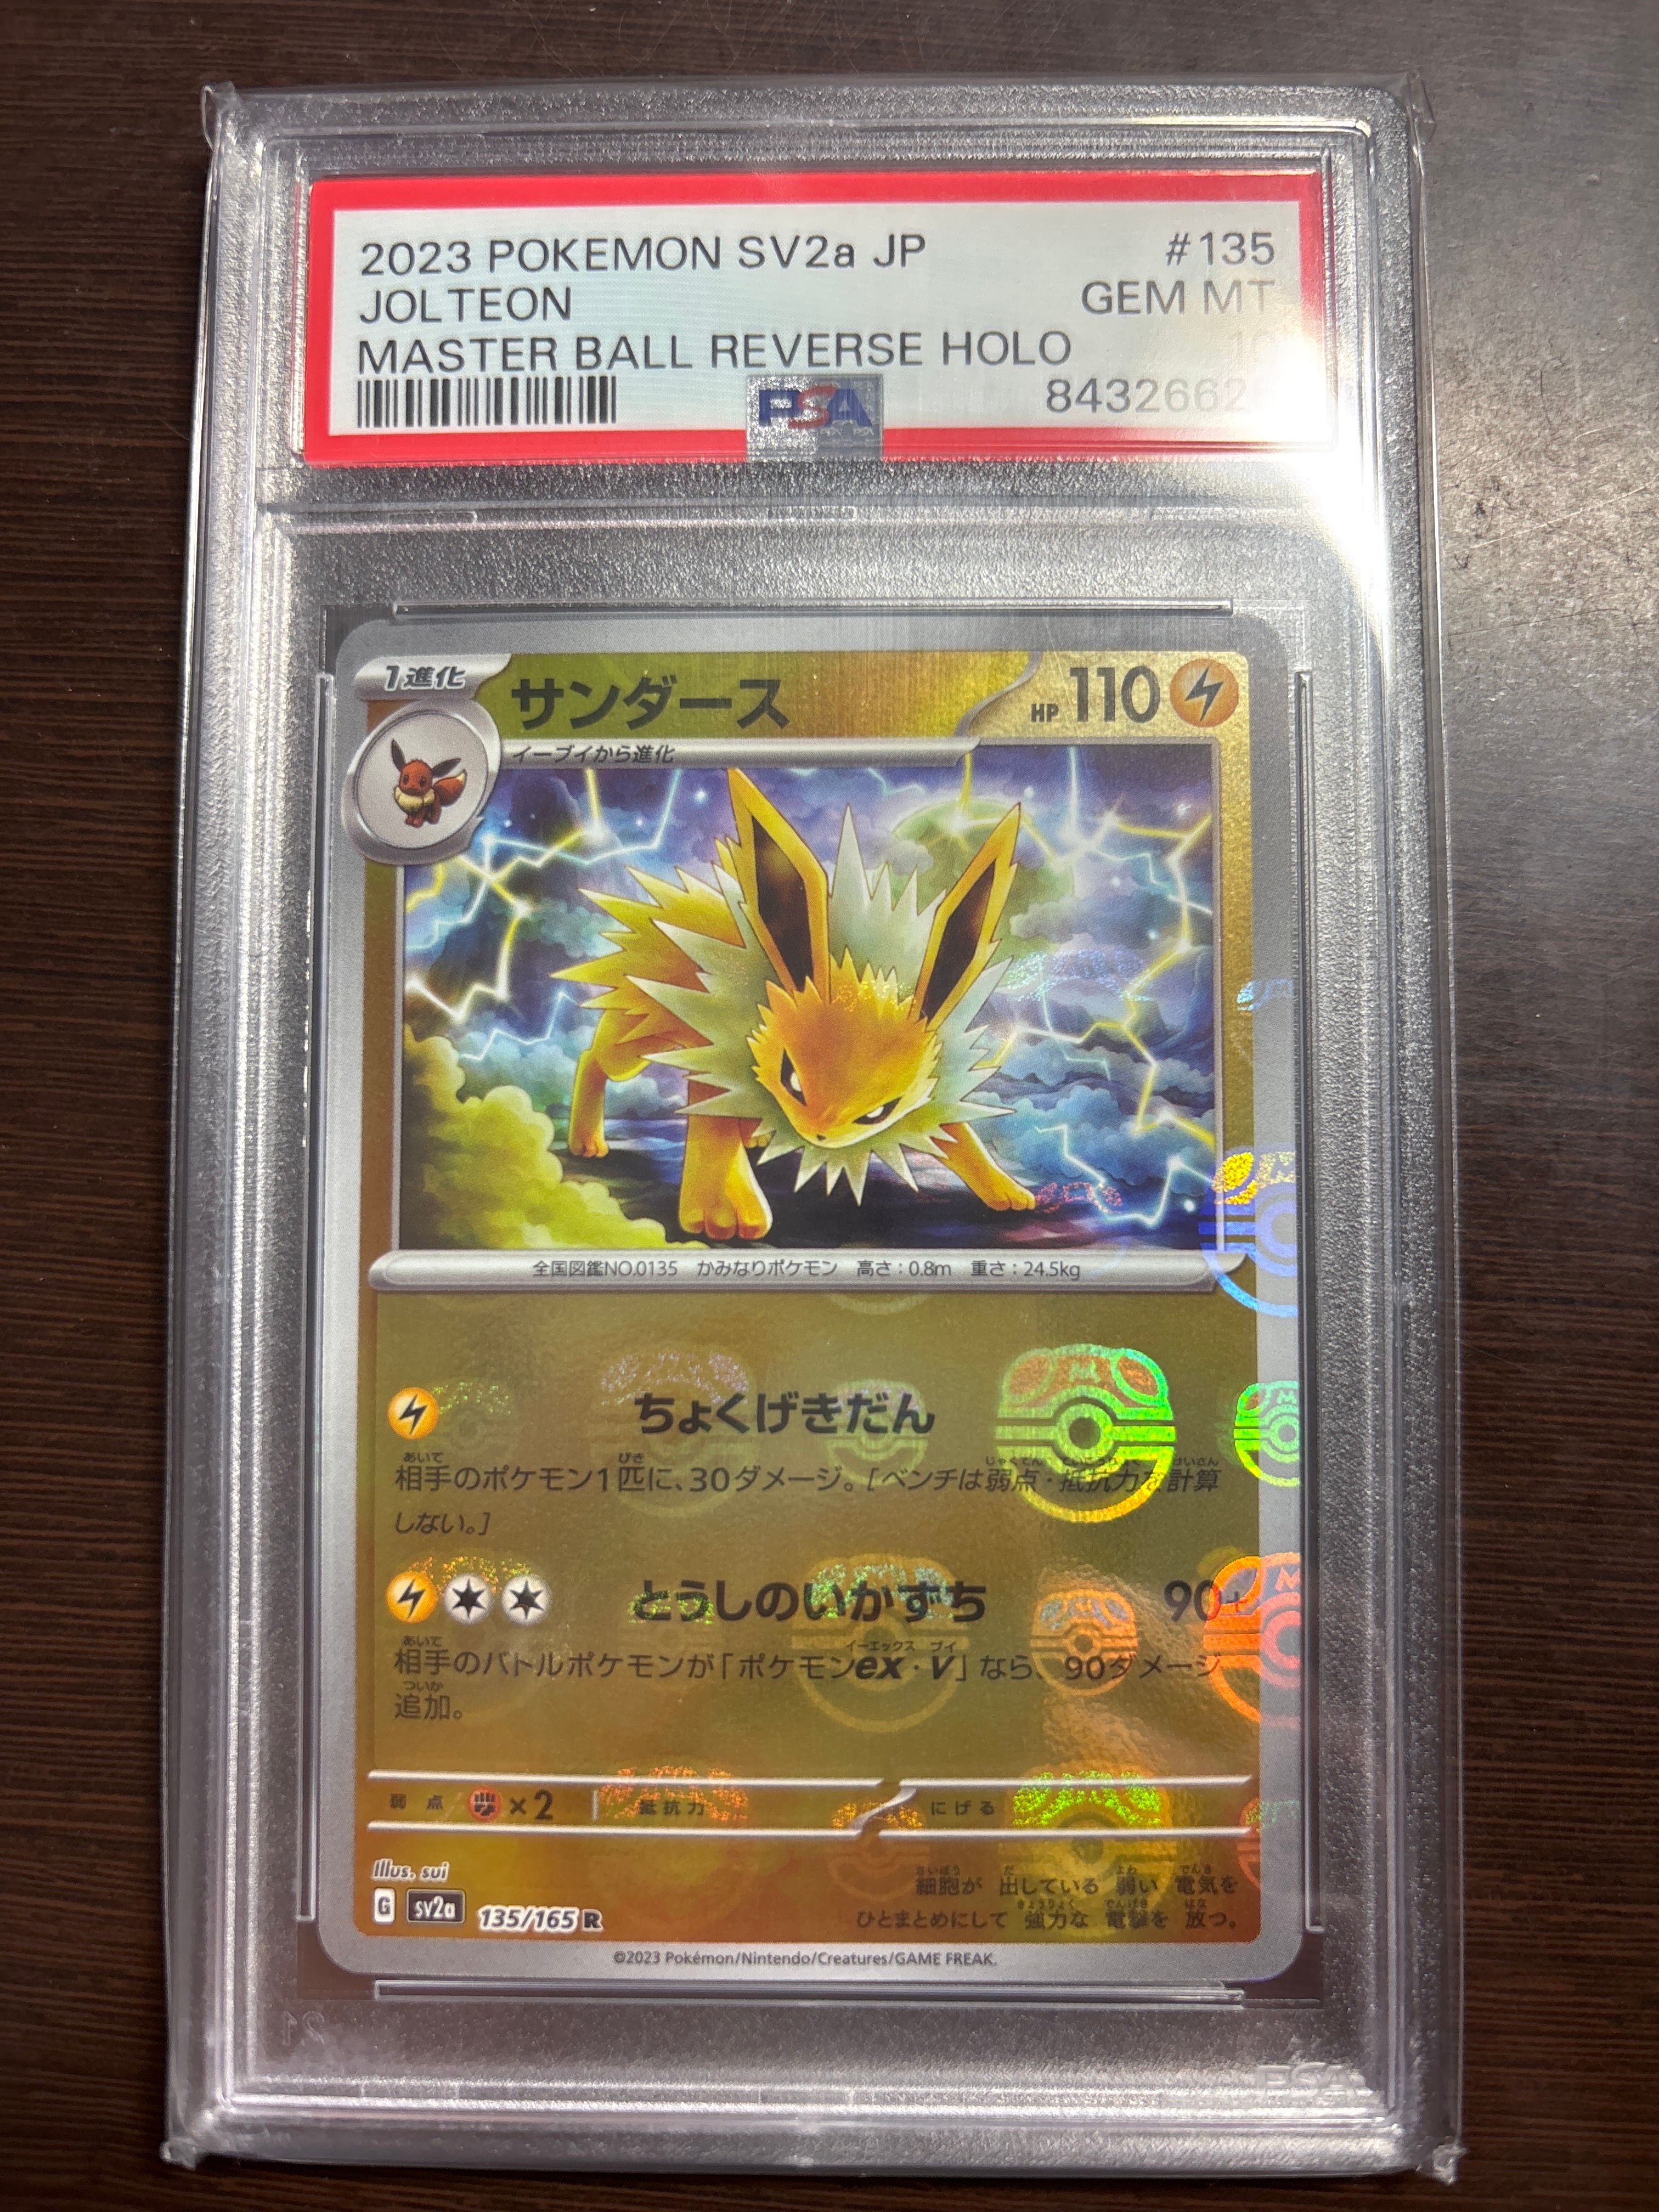 2023 POKEMON SV2a JP #135
JOLTEON GEM MT
MASTER BALL REVERSE HOLO 10
PSA
1進化
サンダース HP 110
イーブイから進化
全国図鑑NO.0135 かみなりポケモン 高さ:0.8m 重さ:24.5kg
ちょくげきだん
相手のポケモン1匹に、30ダメージ。[ベンチは弱点・抵抗力を計算
しない。]
とうしのいかずち 90+
相手のバトルポケモンが「ポケモンex・V」なら、90ダメージ
追加。
弱点 ×2 抵抗力 にげる
Illus. sui
G sv2a 135/165 R
細胞が 出している 弱い 電気を
ひとまとめにして 強力な 電撃を 放つ。
©2023 Pokémon/Nintendo/Creatures/GAME FREAK.
PSA